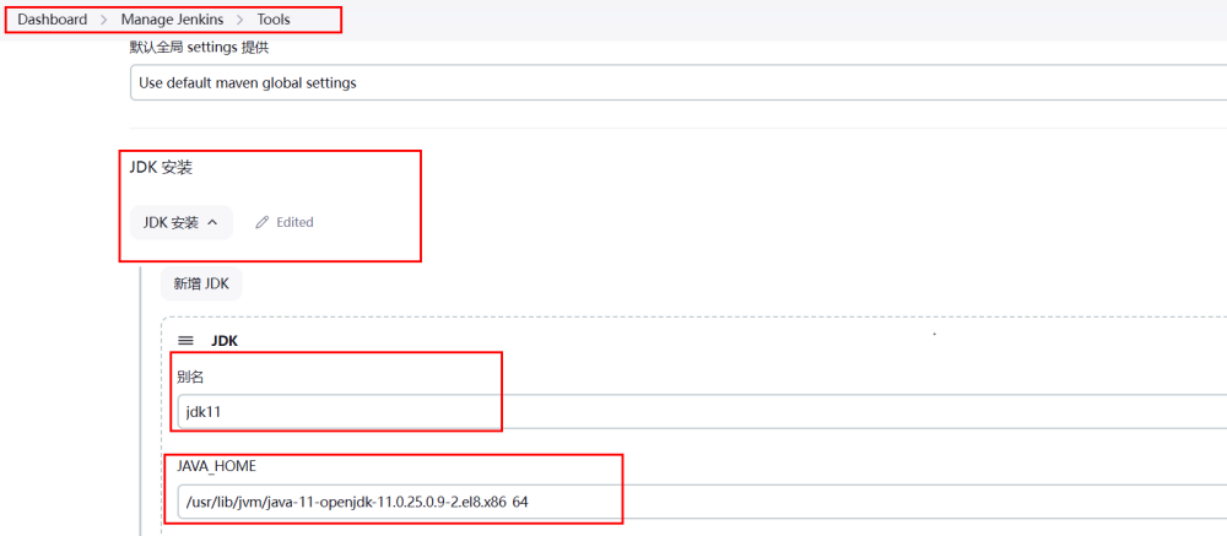 Dashboard > Manage Jenkins > Tools
默认全局 settings 提供
Use default maven global settings
JDK 安装
JDK 安装 Edited
新增 JDK
JDK
别名
jdk11
JAVA_HOME
/usr/lib/jvm/java-11-openjdk-11.0.25.0.9-2.el8.x86_64